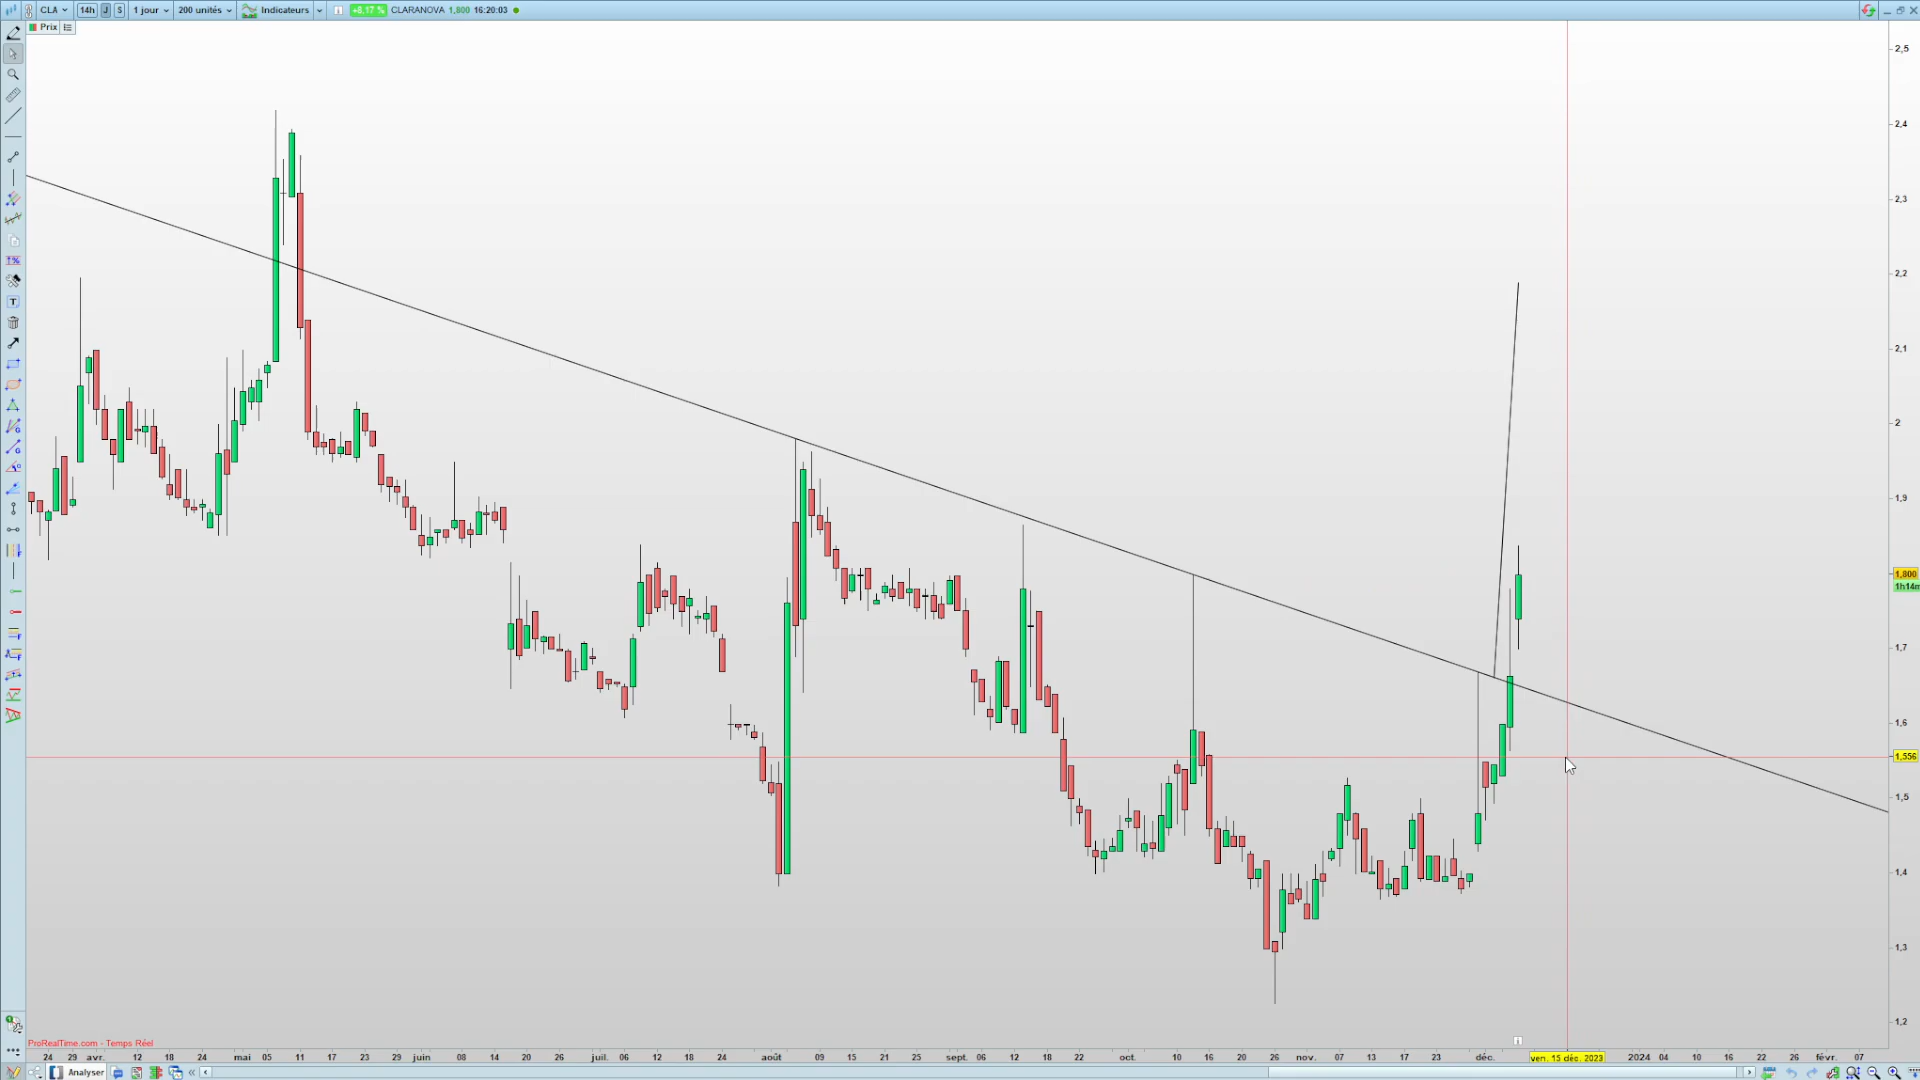 CLA 14h J S 1 jour 200 unités Indicateurs +8,17 % CLARANOVA 1,800 16:20:03
Prix
2,5
2,4
2,3
2,2
2,1
2
1,9
1,800
1h14m
1,7
1,6
1,556
1,5
1,4
1,3
1,2
ProRealTime.com - Temps Réel
24 29 avr. 12 18 24 mai 05 11 17 23 29 juin 08 14 20 26 juil. 06 12 18 24 août 09 15 21 25 sept. 06 12 18 22 oct. 10 16 20 26 nov. 07 13 17 23 déc. ven. 15 déc. 2023 2024 04 10 16 22 26 févr. 07
Analyser